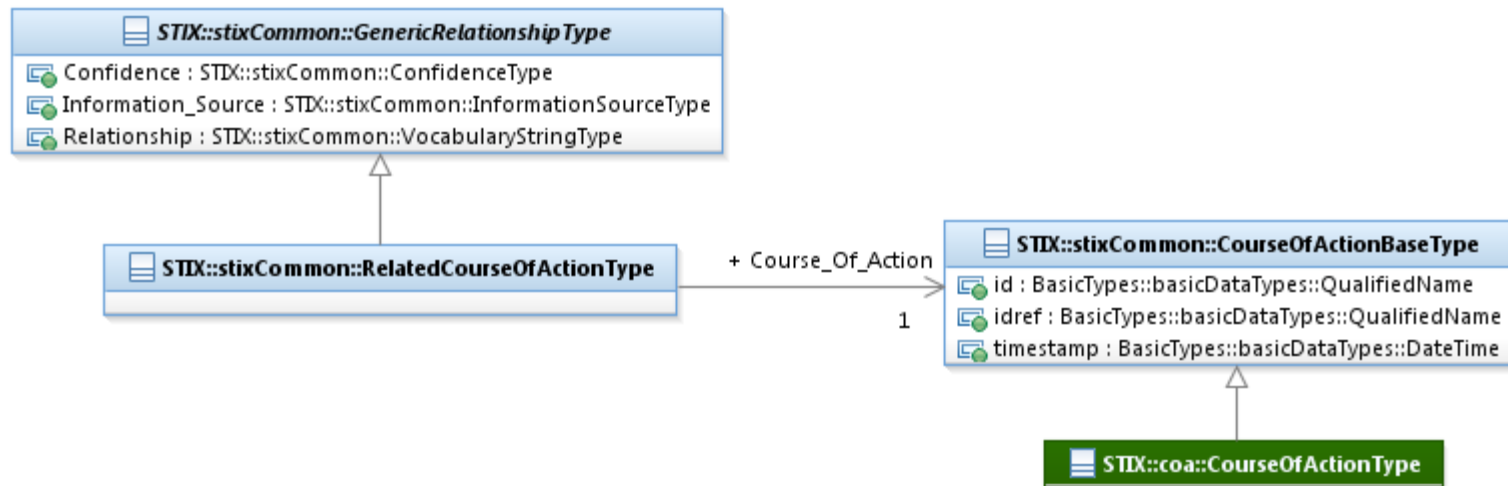 STIX::stixCommon::GenericRelationshipType
Confidence : STIX::stixCommon::ConfidenceType
Information_Source : STIX::stixCommon::InformationSourceType
Relationship : STIX::stixCommon::VocabularyStringType
STIX::stixCommon::RelatedCourseOfActionType
+ Course_Of_Action
1
STIX::stixCommon::CourseOfActionBaseType
id : BasicTypes::basicDataTypes::QualifiedName
idref : BasicTypes::basicDataTypes::QualifiedName
timestamp : BasicTypes::basicDataTypes::DateTime
STIX::coa::CourseOfActionType